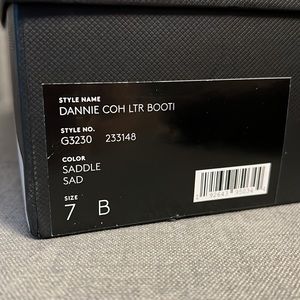 STYLE NAME
DANNIE COH LTR BOOTI
STYLE NO.
G3230 233148
COLOR
SADDLE
SAD
SIZE
7 B